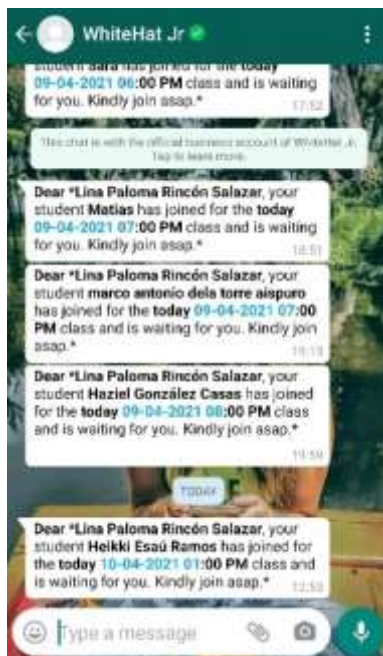 WhiteHat Jr
student Sara has joined for the today
09-04-2021 06:00 PM class and is waiting
for you. Kindly join asap.*
17:52
This chat is with the official business account of WhiteHat Jr.
Tap to learn more.
Dear *Lina Paloma Rincón Salazar, your
student Matias has joined for the today
09-04-2021 07:00 PM class and is waiting
for you. Kindly join asap.*
18:51
Dear *Lina Paloma Rincón Salazar, your
student marco antonio dela torre aispuro
has joined for the today 09-04-2021 07:00
PM class and is waiting for you. Kindly join
asap.*
19:13
Dear *Lina Paloma Rincón Salazar, your
student Haziel González Casas has joined
for the today 09-04-2021 08:00 PM class
and is waiting for you. Kindly join asap.*
19:59
TODAY
Dear *Lina Paloma Rincón Salazar, your
student Heikki Esaú Ramos has joined for
the today 10-04-2021 01:00 PM class and
is waiting for you. Kindly join asap.*
12:53
Type a message